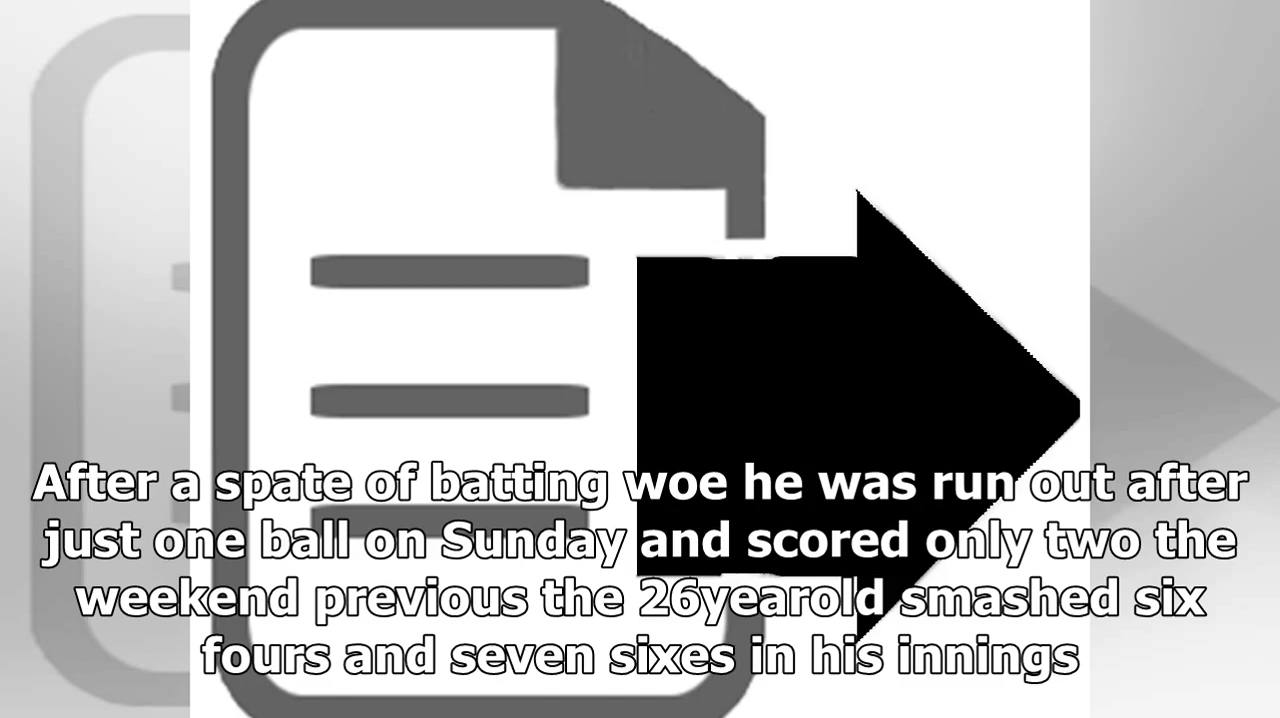 After a spate of batting woe he was run out after
just one ball on Sunday and scored only two the
weekend previous the 26yearold smashed six
fours and seven sixes in his innings